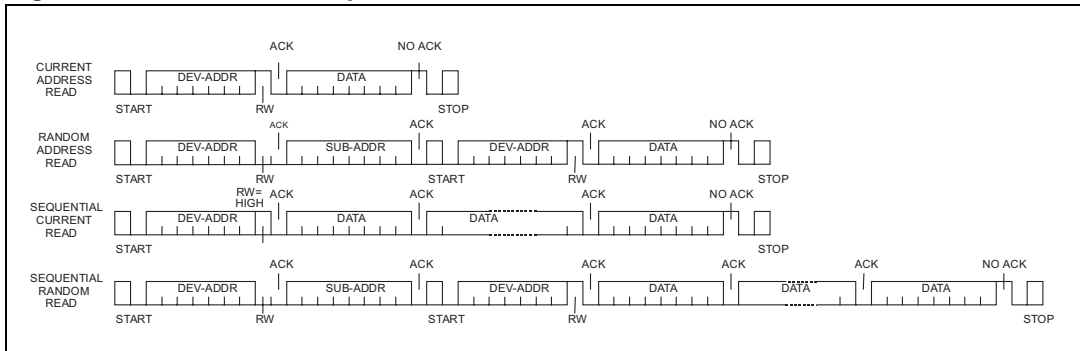 ACK NO ACK
CURRENT
ADDRESS
READ
DEV-ADDR DATA
START RW STOP
ACK ACK ACK NO ACK
RANDOM
ADDRESS
READ
DEV-ADDR SUB-ADDR DEV-ADDR DATA
START RW START RW STOP
RW=
HIGH
ACK ACK ACK NO ACK
SEQUENTIAL
CURRENT
READ
DEV-ADDR DATA DATA DATA
START STOP
ACK ACK ACK ACK ACK NO ACK
SEQUENTIAL
RANDOM
READ
DEV-ADDR SUB-ADDR DEV-ADDR DATA DATA DATA
START RW START RW STOP